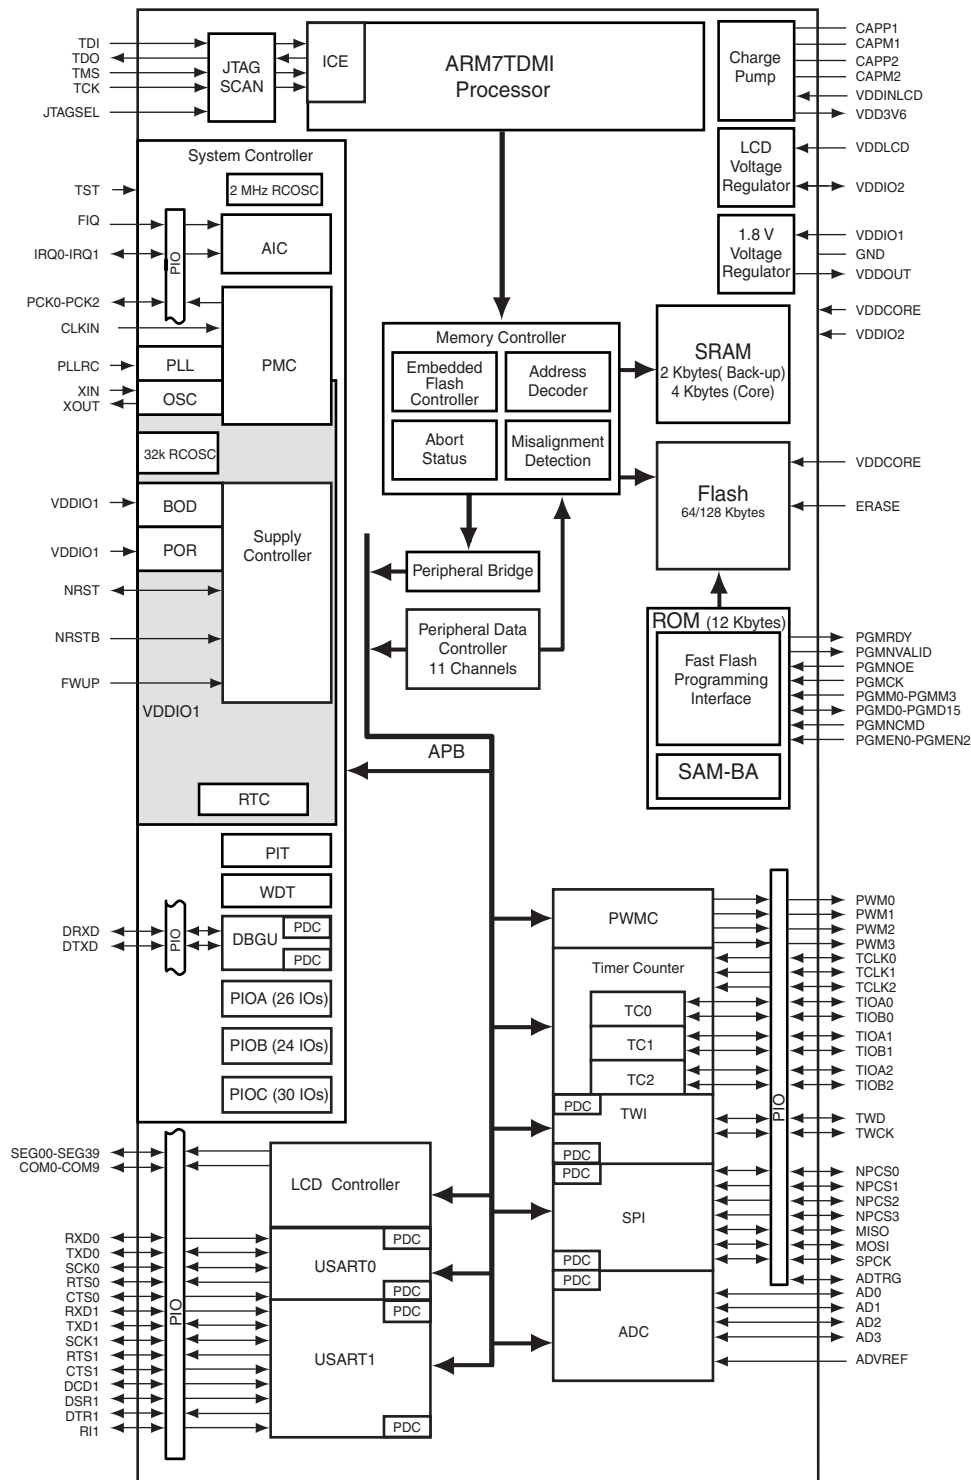 TDI
TDO
TMS
TCK
JTAGSEL
JTAG
SCAN
ICE
ARM7TDMI
Processor
Charge
Pump
CAPP1
CAPM1
CAPP2
CAPM2
VDDINLCD
VDD3V6
LCD
Voltage
Regulator
VDDLCD
VDDIO2
1.8 V
Voltage
Regulator
VDDIO1
GND
VDDOUT
VDDCORE
VDDIO2
System Controller
TST
2 MHz RCOSC
FIQ
IRQ0-IRQ1
PIO
AIC
PCK0-PCK2
CLKIN
PMC
PLLRC
PLL
XIN
XOUT
OSC
32k RCOSC
VDDIO1
BOD
VDDIO1
POR
Supply
Controller
NRST
NRSTB
FWUP
VDDIO1
RTC
Memory Controller
Embedded
Flash
Controller
Address
Decoder
Abort
Status
Misalignment
Detection
SRAM
2 Kbytes( Back-up)
4 Kbytes (Core)
Flash
64/128 Kbytes
VDDCORE
ERASE
Peripheral Bridge
Peripheral Data
Controller
11 Channels
ROM (12 Kbytes)
Fast Flash
Programming
Interface
SAM-BA
PGMRDY
PGMNVALID
PGMNOE
PGMCK
PGMM0-PGMM3
PGMD0-PGMD15
PGMNCMD
PGMEN0-PGMEN2
APB
PIT
WDT
DRXD
DTXD
PIO
DBGU
PDC
PDC
PIOA (26 IOs)
PIOB (24 IOs)
PIOC (30 IOs)
PWMC
Timer Counter
TC0
TC1
TC2
PDC
TWI
PDC
PDC
SPI
PDC
PDC
ADC
PIO
PWM0
PWM1
PWM2
PWM3
TCLK0
TCLK1
TCLK2
TIOA0
TIOB0
TIOA1
TIOB1
TIOA2
TIOB2
TWD
TWCK
NPCS0
NPCS1
NPCS2
NPCS3
MISO
MOSI
SPCK
ADTRG
AD0
AD1
AD2
AD3
ADVREF
SEG00-SEG39
COM0-COM9
LCD Controller
RXD0
TXD0
SCK0
RTS0
CTS0
RXD1
TXD1
SCK1
RTS1
CTS1
DCD1
DSR1
DTR1
RI1
PIO
PDC
USART0
PDC
PDC
USART1
PDC